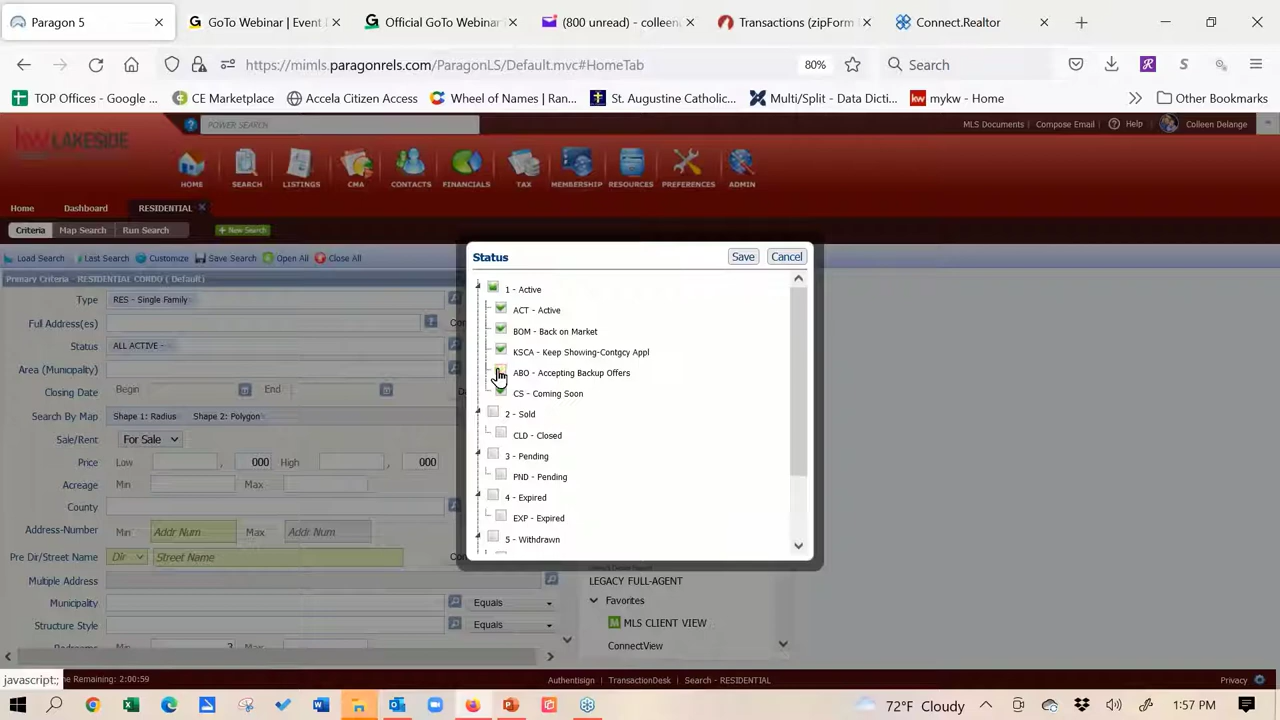 Paragon 5
GoTo Webinar | Event
Official GoTo Webinar
(800 unread) - colleen
Transactions (zipForm
Connect.Realtor
https://mimls.paragonrels.com/ParagonLS/Default.mvc#HomeTab
80%
Search
TOP Offices - Google ...
CE Marketplace
Accela Citizen Access
Wheel of Names | Ran...
St. Augustine Catholic...
Multi/Split - Data Dict...
mykw - Home
Other Bookmarks
kw LAKESIDE
POWER SEARCH
MLS Documents
Compose Email
Help
Colleen Delange
HOME
SEARCH
LISTINGS
CMA
CONTACTS
FINANCIALS
TAX
MEMBERSHIP
RESOURCES
PREFERENCES
ADMIN
Home
Dashboard
RESIDENTIAL
Criteria
Map Search
Run Search
+ New Search
Load Search
Last Search
Customize
Save Search
Open All
Close All
Primary Criteria - RESIDENTIAL CONDO ( Default)
Type
RES - Single Family
Full Address(es)
Status
ALL ACTIVE -
Area (Municipality)
Closing Date
Begin
End
Search By Map
Shape 1: Radius
Shape 2: Polygon
Sale/Rent
For Sale
Price
Low
,
000
High
,
000
Acreage
Min
Max
County
Address-Number
Min
Addr Num
Max
Addr Num
Pre Dir/Street Name
Dir
Street Name
Multiple Address
Municipality
Equals
Structure Style
Equals
Status
Save
Cancel
1 - Active
ACT - Active
BOM - Back on Market
KSCA - Keep Showing-Contgcy Appl
ABO - Accepting Backup Offers
CS - Coming Soon
2 - Sold
CLD - Closed
3 - Pending
PND - Pending
4 - Expired
EXP - Expired
5 - Withdrawn
LEGACY FULL-AGENT
Favorites
MLS CLIENT VIEW
ConnectView
javascript:;
ne Remaining: 2:00:59
Authentisign
TransactionDesk
Search - RESIDENTIAL
Privacy
72°F Cloudy
1:57 PM